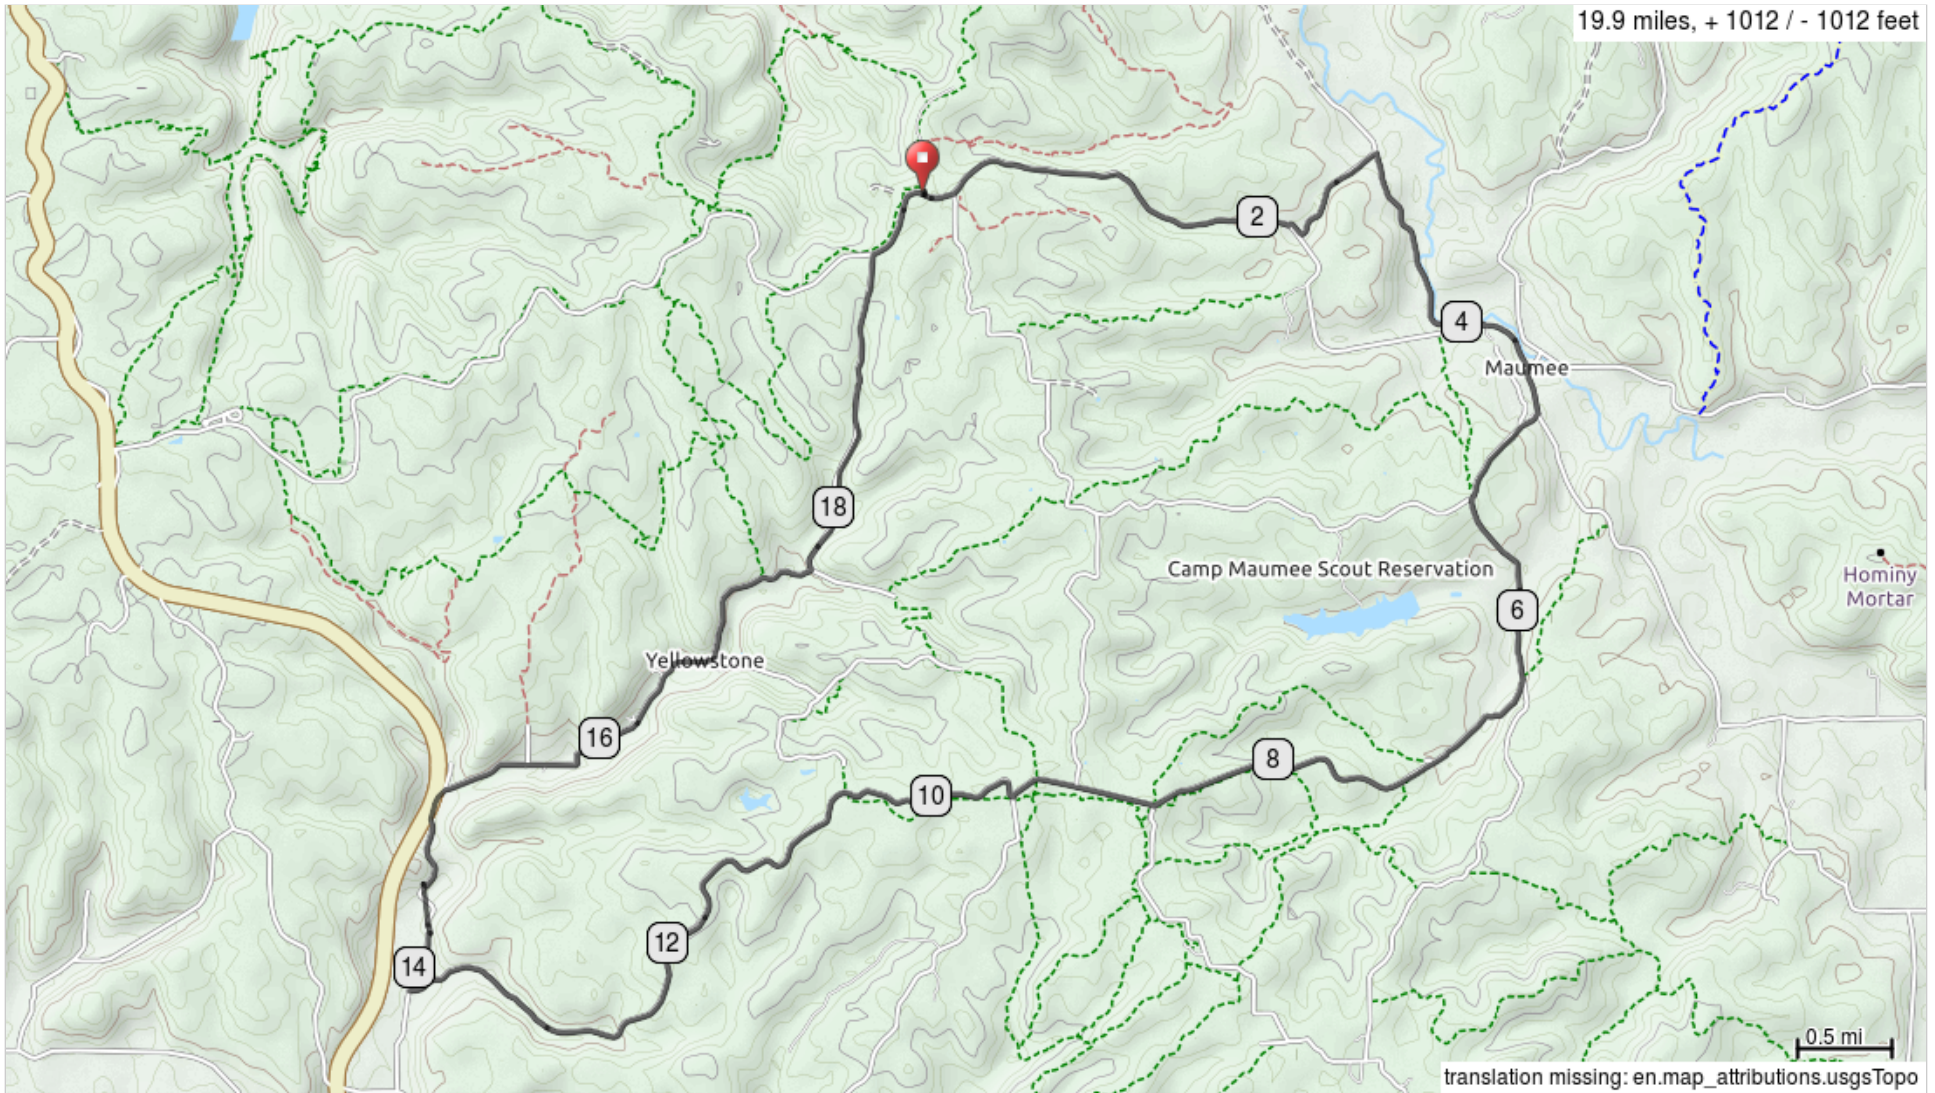 19.9 miles, + 1012 / - 1012 feet
2
4
Maumee
18
Camp Maumee Scout Reservation
Hominy
Mortar
6
Yellowstone
16
8
10
12
14
0.5 mi
translation missing: en.map_attributions.usgsTopo